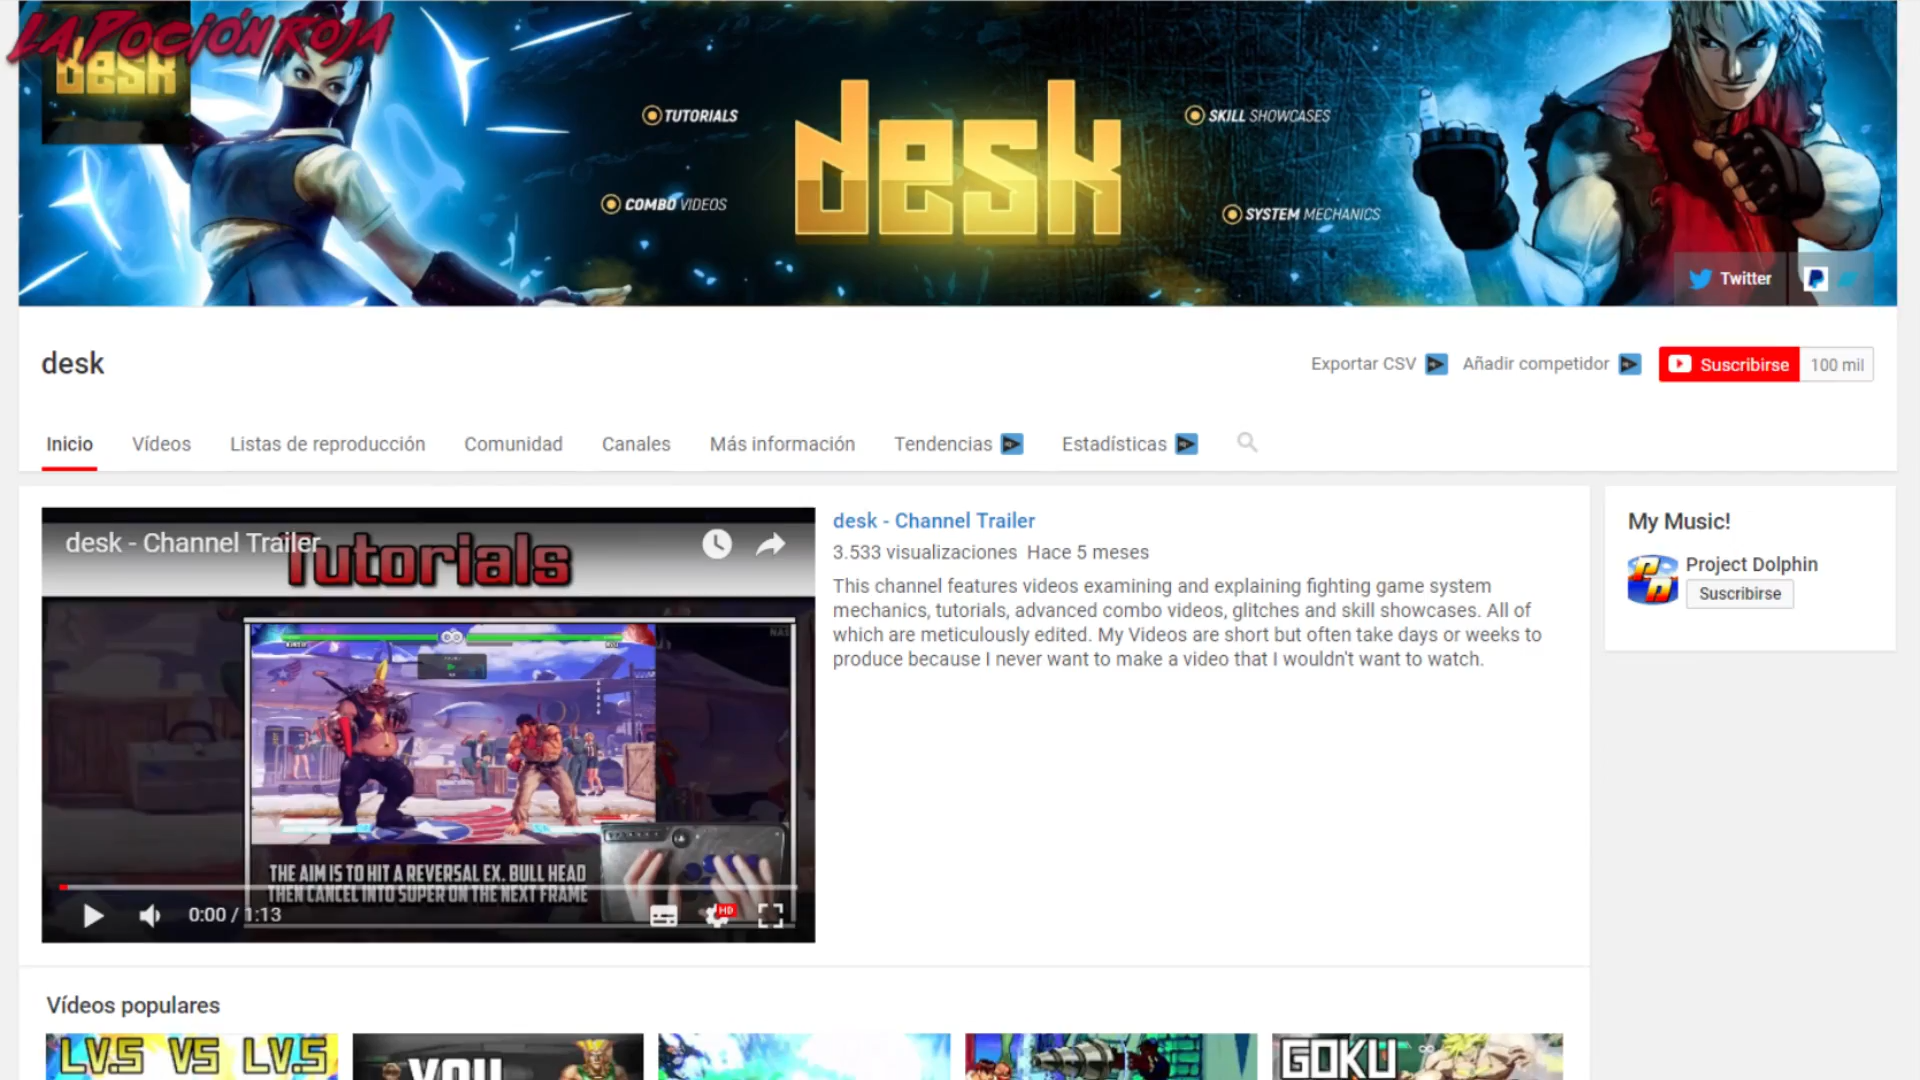 LA POCIÓN ROJA
desk
TUTORIALS
COMBO VIDEOS
desk
SKILL SHOWCASES
SYSTEM MECHANICS
Twitter
desk
Exportar CSV
Añadir competidor
Suscribirse
100 mil
Inicio
Vídeos
Listas de reproducción
Comunidad
Canales
Más información
Tendencias
Estadísticas
desk - Channel Trailer
Tutorials
THE AIM IS TO HIT A REVERSAL EX. BULL HEAD
THEN CANCEL INTO SUPER ON THE NEXT FRAME
0:00 / 1:13
HD
desk - Channel Trailer
3.533 visualizaciones Hace 5 meses
This channel features videos examining and explaining fighting game system
mechanics, tutorials, advanced combo videos, glitches and skill showcases. All of
which are meticulously edited. My Videos are short but often take days or weeks to
produce because I never want to make a video that I wouldn't want to watch.
My Music!
PD
Project Dolphin
Suscribirse
Vídeos populares
LV.5 VS LV.5
YOU
GOKU